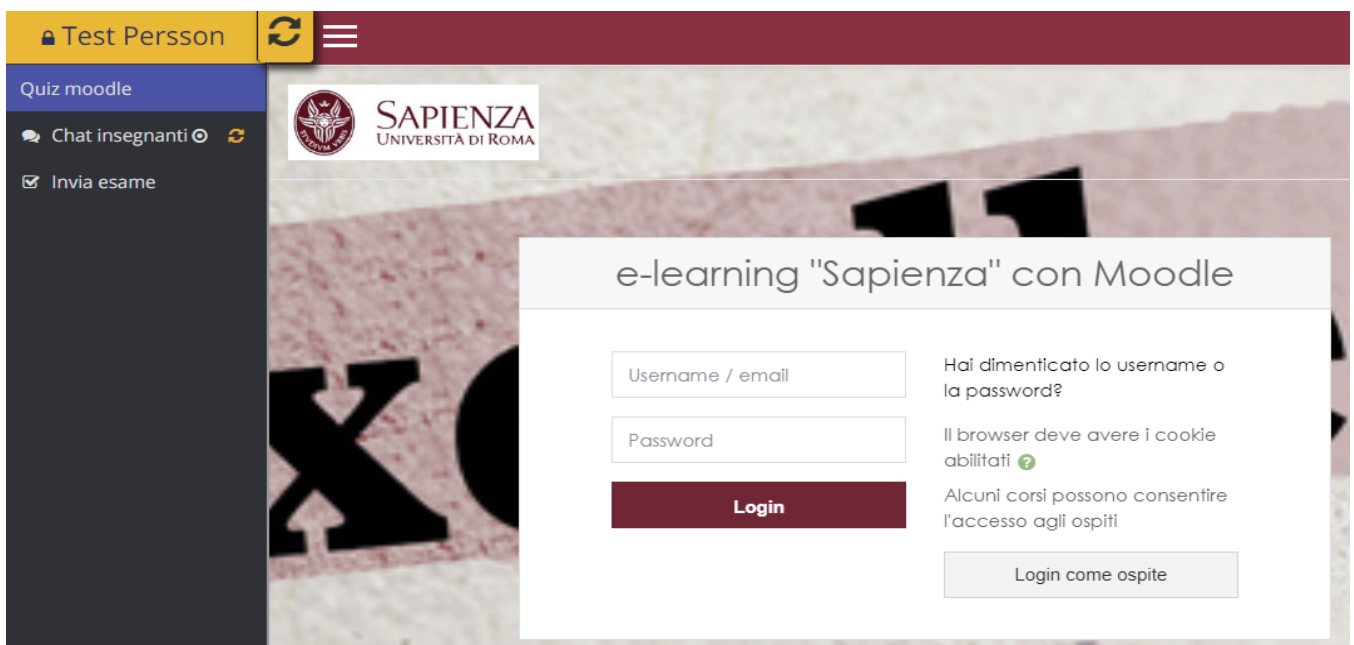 Test Persson
Quiz moodle
Chat insegnanti
Invia esame
SAPIENZA
UNIVERSITÀ DI ROMA
STUDIUM URBIS
e-learning "Sapienza" con Moodle
Username / email
Password
Login
Hai dimenticato lo username o
la password?
Il browser deve avere i cookie
abilitati ?
Alcuni corsi possono consentire
l'accesso agli ospiti
Login come ospite